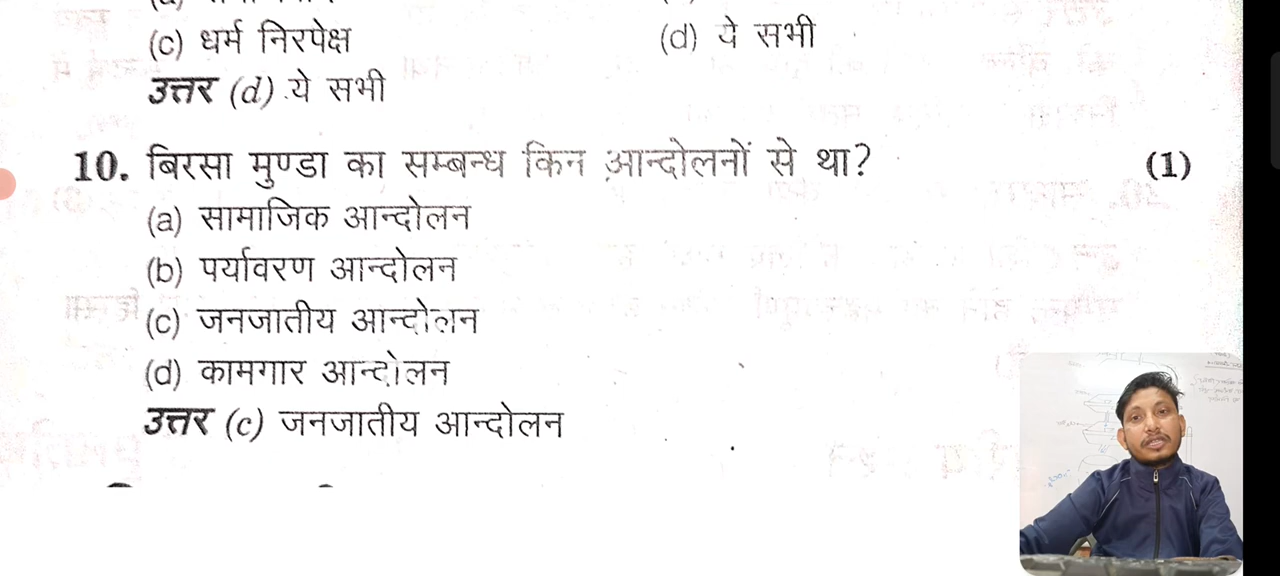 (c) धर्म निरपेक्ष (d) ये सभी
उत्तर (d) ये सभी
10. बिरसा मुण्डा का सम्बन्ध किन आन्दोलनों से था? (1)
(a) सामाजिक आन्दोलन
(b) पर्यावरण आन्दोलन
(c) जनजातीय आन्दोलन
(d) कामगार आन्दोलन
उत्तर (c) जनजातीय आन्दोलन